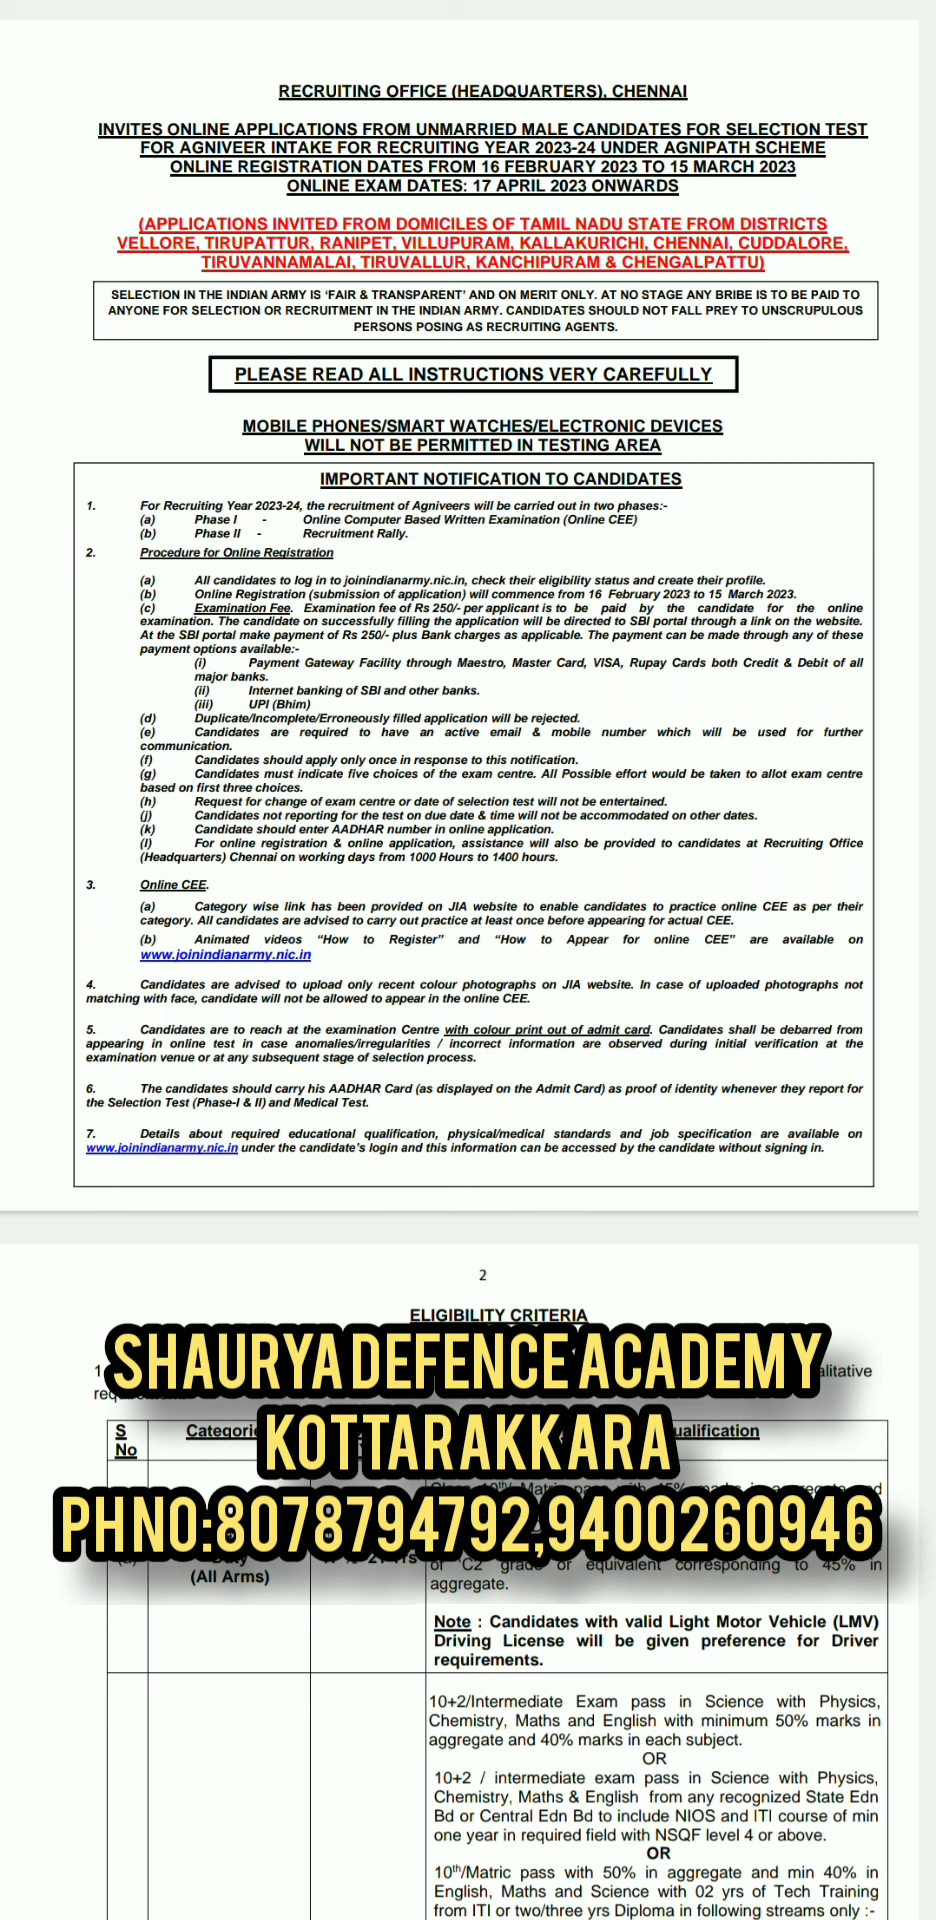 RECRUITING OFFICE (HEADQUARTERS), CHENNAI
INVITES ONLINE APPLICATIONS FROM UNMARRIED MALE CANDIDATES FOR SELECTION TEST
FOR AGNIVEER INTAKE FOR RECRUITING YEAR 2023-24 UNDER AGNIPATH SCHEME
ONLINE REGISTRATION DATES FROM 16 FEBRUARY 2023 TO 15 MARCH 2023
ONLINE EXAM DATES: 17 APRIL 2023 ONWARDS
(APPLICATIONS INVITED FROM DOMICILES OF TAMIL NADU STATE FROM DISTRICTS
VELLORE, TIRUPATTUR, RANIPET, VILLUPURAM, KALLAKURICHI, CHENNAI, CUDDALORE,
TIRUVANNAMALAI, TIRUVALLUR, KANCHIPURAM & CHENGALPATTU)
SELECTION IN THE INDIAN ARMY IS ‘FAIR & TRANSPARENT’ AND ON MERIT ONLY. AT NO STAGE ANY BRIBE IS TO BE PAID TO
ANYONE FOR SELECTION OR RECRUITMENT IN THE INDIAN ARMY. CANDIDATES SHOULD NOT FALL PREY TO UNSCRUPULOUS
PERSONS POSING AS RECRUITING AGENTS.
PLEASE READ ALL INSTRUCTIONS VERY CAREFULLY
MOBILE PHONES/SMART WATCHES/ELECTRONIC DEVICES
WILL NOT BE PERMITTED IN TESTING AREA
IMPORTANT NOTIFICATION TO CANDIDATES
1. For Recruiting Year 2023-24, the recruitment of Agniveers will be carried out in two phases:-
(a) Phase I - Online Computer Based Written Examination (Online CEE)
(b) Phase II - Recruitment Rally.
2. Procedure for Online Registration
(a) All candidates to log in to joinindianarmy.nic.in, check their eligibility status and create their profile.
(b) Online Registration (submission of application) will commence from 16 February 2023 to 15 March 2023.
(c) Examination Fee. Examination fee of Rs 250/- per applicant is to be paid by the candidate for the online
examination. The candidate on successfully filling the application will be directed to SBI portal through a link on the website.
At the SBI portal make payment of Rs 250/- plus Bank charges as applicable. The payment can be made through any of these
payment options available:-
(i) Payment Gateway Facility through Maestro, Master Card, VISA, Rupay Cards both Credit & Debit of all
major banks.
(ii) Internet banking of SBI and other banks.
(iii) UPI (Bhim)
(d) Duplicate/Incomplete/Erroneously filled application will be rejected.
(e) Candidates are required to have an active email & mobile number which will be used for further
communication.
(f) Candidates should apply only once in response to this notification.
(g) Candidates must indicate five choices of the exam centre. All Possible effort would be taken to allot exam centre
based on first three choices.
(h) Request for change of exam centre or date of selection test will not be entertained.
(j) Candidates not reporting for the test on due date & time will not be accommodated on other dates.
(k) Candidate should enter AADHAR number in online application.
(l) For online registration & online application, assistance will also be provided to candidates at Recruiting Office
(Headquarters) Chennai on working days from 1000 Hours to 1400 hours.
3. Online CEE.
(a) Category wise link has been provided on JIA website to enable candidates to practice online CEE as per their
category. All candidates are advised to carry out practice at least once before appearing for actual CEE.
(b) Animated videos “How to Register” and “How to Appear for online CEE” are available on
www.joinindianarmy.nic.in
4. Candidates are advised to upload only recent colour photographs on JIA website. In case of uploaded photographs not
matching with face, candidate will not be allowed to appear in the online CEE.
5. Candidates are to reach at the examination Centre with colour print out of admit card. Candidates shall be debarred from
appearing in online test in case anomalies/irregularities / incorrect information are observed during initial verification at the
examination venue or at any subsequent stage of selection process.
6. The candidates should carry his AADHAR Card (as displayed on the Admit Card) as proof of identity whenever they report for
the Selection Test (Phase-I & II) and Medical Test.
7. Details about required educational qualification, physical/medical standards and job specification are available on
www.joinindianarmy.nic.in under the candidate’s login and this information can be accessed by the candidate without signing in.
2
ELIGIBILITY CRITERIA
SHAURYA DEFENCE ACADEMY
KOTTARAKKARA
PHNO:8078794792,9400260946
1
S
No
(All Arms)
of 'C2' grade or equivalent corresponding to 45% in
aggregate.
Note : Candidates with valid Light Motor Vehicle (LMV)
Driving License will be given preference for Driver
requirements.
10+2/Intermediate Exam pass in Science with Physics,
Chemistry, Maths and English with minimum 50% marks in
aggregate and 40% marks in each subject.
OR
10+2 / intermediate exam pass in Science with Physics,
Chemistry, Maths & English from any recognized State Edn
Bd or Central Edn Bd to include NIOS and ITI course of min
one year in required field with NSQF level 4 or above.
OR
10th/Matric pass with 50% in aggregate and min 40% in
English, Maths and Science with 02 yrs of Tech Training
from ITI or two/three yrs Diploma in following streams only :-